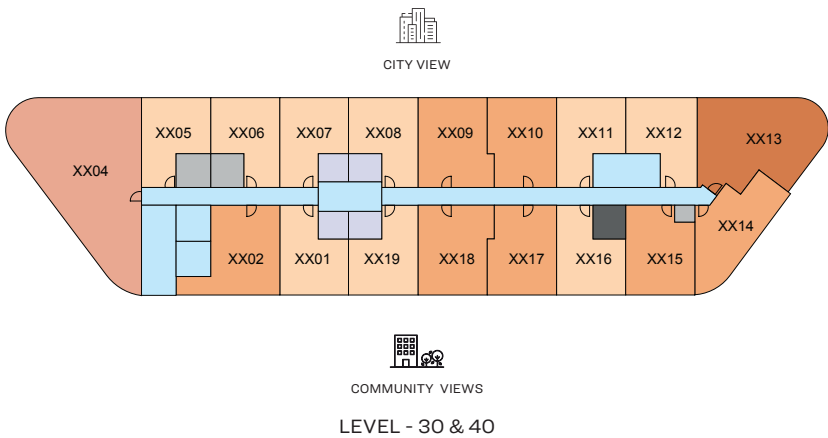 CITY VIEW
XX05 XX06 XX07 XX08 XX09 XX10 XX11 XX12 XX13
XX04
XX14
XX02 XX01 XX19 XX18 XX17 XX16 XX15
COMMUNITY VIEWS
LEVEL - 30 & 40